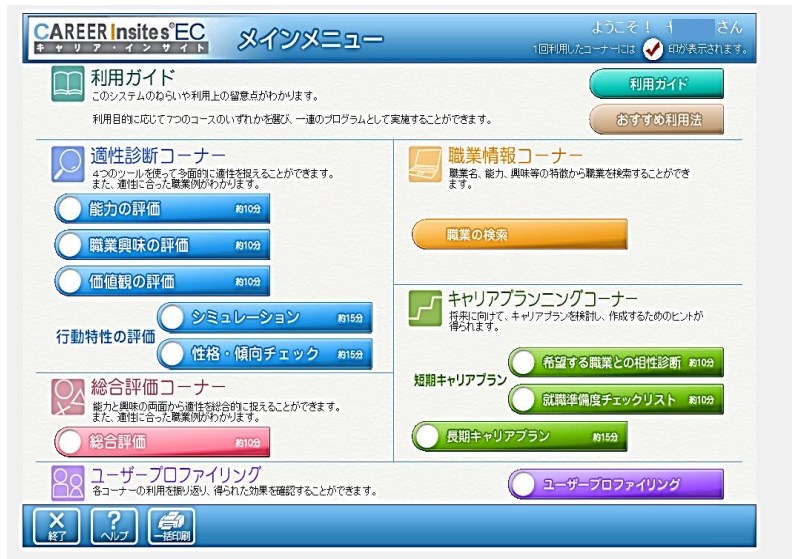 CAREER Insites®EC
キャリア・インサイト
メインメニュー
ようこそ！ さん
1回利用したコーナーには 印が表示されます。
利用ガイド
このシステムのねらいや利用上の留意点がわかります。
利用目的に応じて7つのコースのいずれかを選び、一連のプログラムとして実施することができます。
利用ガイド
おすすめ利用法
適性診断コーナー
4つのツールを使って多面的に適性を捉えることができます。
また、適性に合った職業例がわかります。
能力の評価 約10分
職業興味の評価 約10分
価値観の評価 約10分
行動特性の評価
シミュレーション 約15分
性格・傾向チェック 約15分
総合評価コーナー
能力と興味の両面から適性を総合的に捉えることができます。
また、適性に合った職業例がわかります。
総合評価 約10分
職業情報コーナー
職業名、能力、興味等の特徴から職業を検索することができ
ます。
職業の検索
キャリアプランニングコーナー
将来に向けて、キャリアプランを検討し、作成するためのヒントが
得られます。
短期キャリアプラン
希望する職業との相性診断 約10分
就職準備度チェックリスト 約10分
長期キャリアプラン 約15分
ユーザープロファイリング
各コーナーの利用を振り返り、得られた効果を確認することができます。
ユーザープロファイリング
終了
ヘルプ
一括印刷